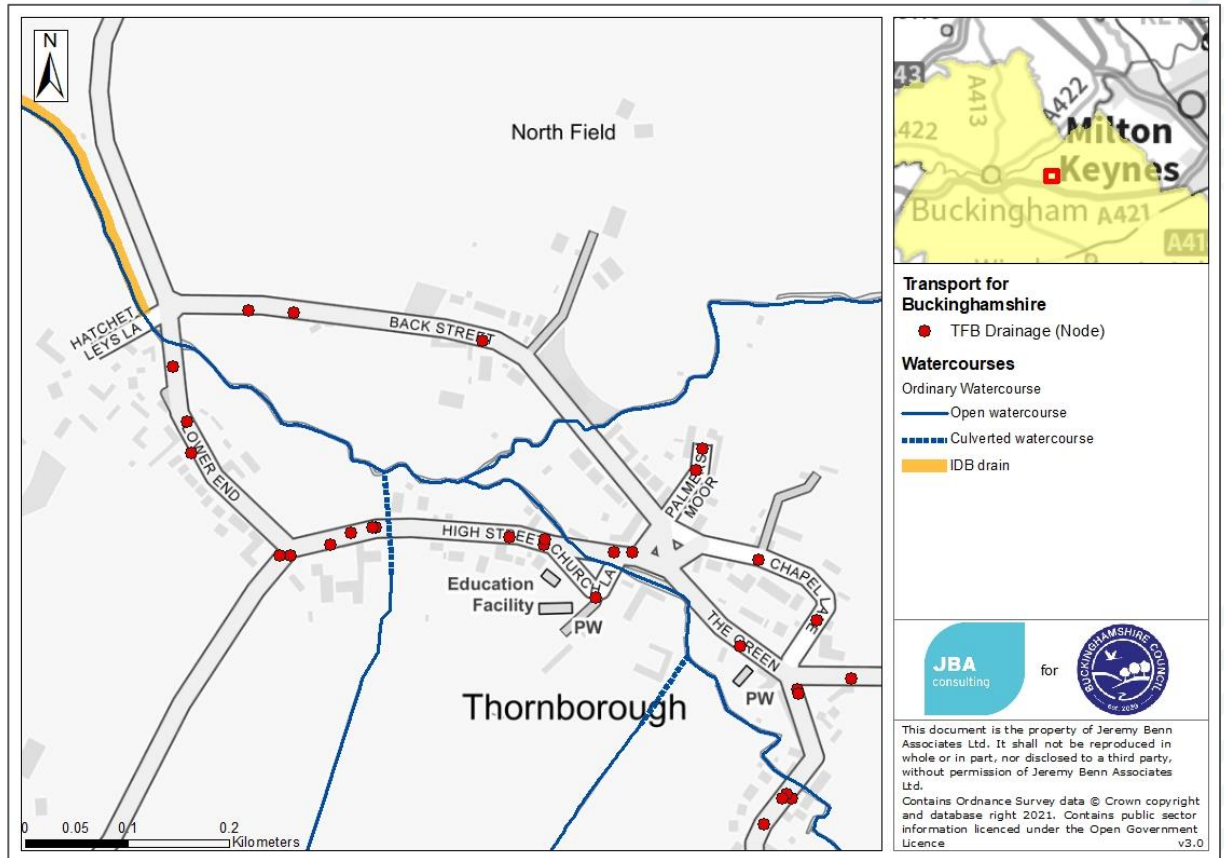 N
North Field
HATCHET
LEYS LA
BACK STREET
LOWER END
PALMERS
MOOR
HIGH STREET
CHURCH LA
CHAPEL LANE
Education
Facility
PW
THE GREEN
PW
Thornborough
0 0.05 0.1 0.2
Kilometers
43
A413
A422
422
Milton
Keynes
Buckingham
A421
A41
Transport for
Buckinghamshire
TFB Drainage (Node)
Watercourses
Ordinary Watercourse
Open watercourse
Culverted watercourse
IDB drain
JBA
consulting
for
BUCKINGHAMSHIRE COUNCIL
est. 2020
This document is the property of Jeremy Benn
Associates Ltd. It shall not be reproduced in
whole or in part, nor disclosed to a third party,
without permission of Jeremy Benn Associates
Ltd.
Contains Ordnance Survey data © Crown copyright
and database right 2021. Contains public sector
information licenced under the Open Government
Licence v3.0